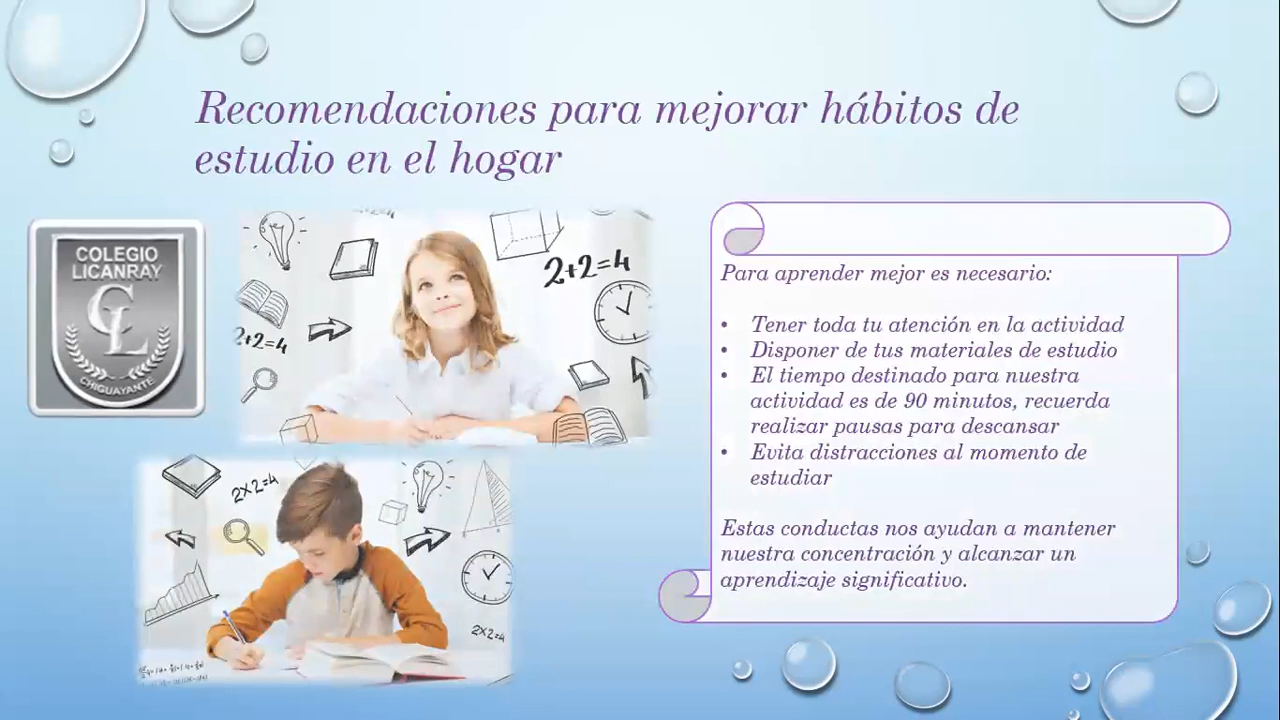 Recomendaciones para mejorar hábitos de
estudio en el hogar
COLEGIO
LICANRAY
CL
CHIGUAYANTE
2+2=4
2+2=4
2+2=4
2x2=4
2x2=4
Para aprender mejor es necesario:
• Tener toda tu atención en la actividad
• Disponer de tus materiales de estudio
• El tiempo destinado para nuestra
actividad es de 90 minutos, recuerda
realizar pausas para descansar
• Evita distracciones al momento de
estudiar
Estas conductas nos ayudan a mantener
nuestra concentración y alcanzar un
aprendizaje significativo.